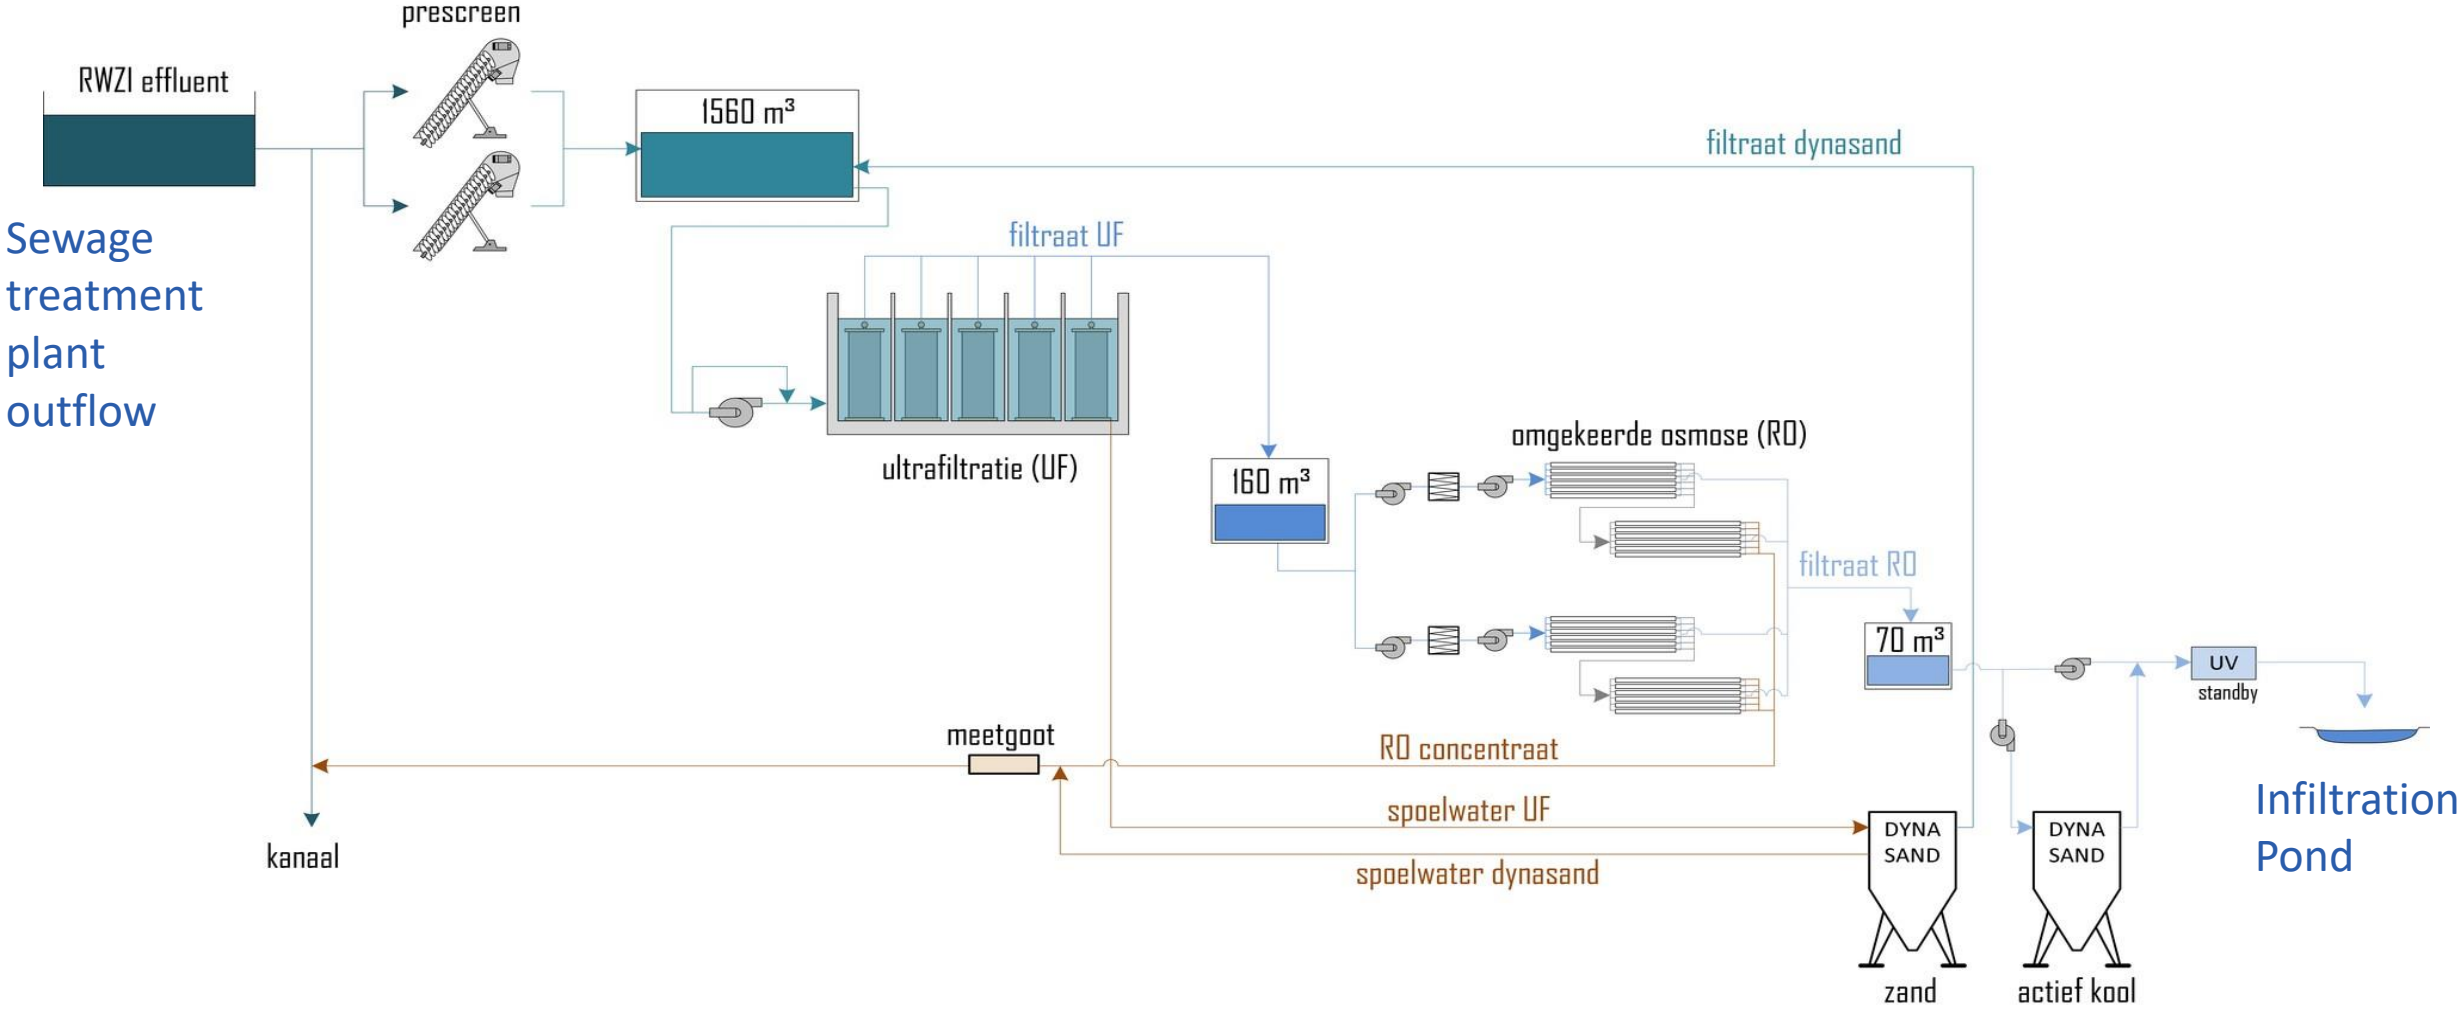 prescreen
RWZI effluent
1560 m³
filtraat dynasand
Sewage
treatment
plant
outflow
filtraat UF
ultrafiltratie (UF)
omgekeerde osmose (RO)
160 m³
filtraat RO
70 m³
UV
standby
meetgoot
RO concentraat
Infiltration
Pond
spoelwater UF
kanaal
DYNA
SAND
DYNA
SAND
spoelwater dynasand
zand
actief kool